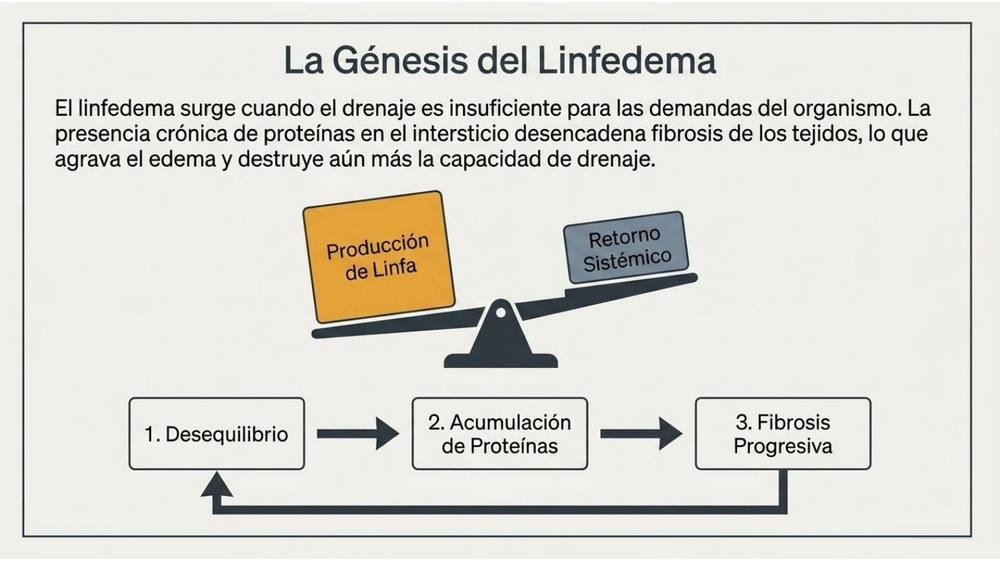 La Génesis del Linfedema
El linfedema surge cuando el drenaje es insuficiente para las demandas del organismo. La
presencia crónica de proteínas en el intersticio desencadena fibrosis de los tejidos, lo que
agrava el edema y destruye aún más la capacidad de drenaje.
Producción
de Linfa
Retorno
Sistémico
1. Desequilibrio
2. Acumulación
de Proteínas
3. Fibrosis
Progresiva